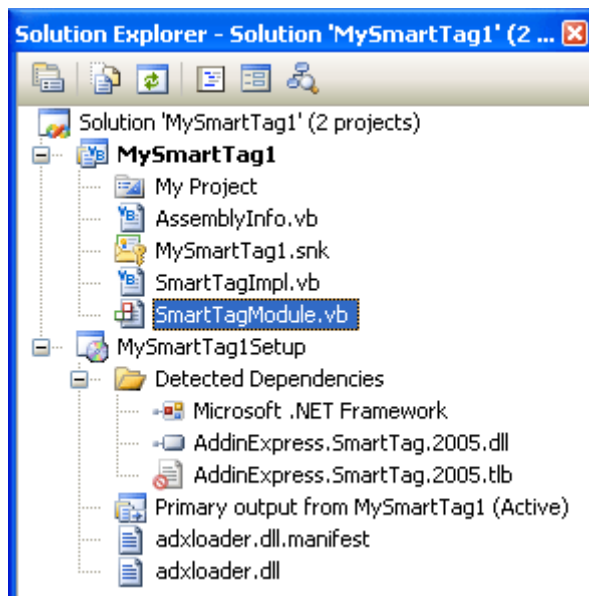 Solution Explorer - Solution 'MySmartTag1' (2 ...
Solution 'MySmartTag1' (2 projects)
MySmartTag1
My Project
AssemblyInfo.vb
MySmartTag1.snk
SmartTagImpl.vb
SmartTagModule.vb
MySmartTag1Setup
Detected Dependencies
Microsoft .NET Framework
AddinExpress.SmartTag.2005.dll
AddinExpress.SmartTag.2005.tlb
Primary output from MySmartTag1 (Active)
adxloader.dll.manifest
adxloader.dll